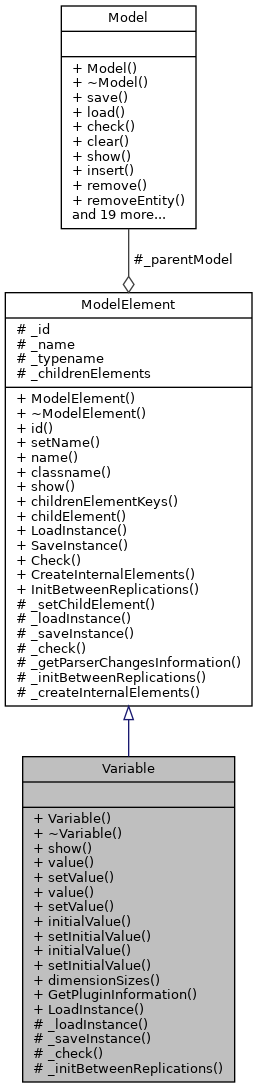 Model
+ Model()
+ ~Model()
+ save()
+ load()
+ check()
+ clear()
+ show()
+ insert()
+ remove()
+ removeEntity()
and 19 more...
#_parentModel
ModelElement
# _id
# _name
# _typename
# _childrenElements
+ ModelElement()
+ ~ModelElement()
+ id()
+ setName()
+ name()
+ classname()
+ show()
+ childrenElementKeys()
+ childElement()
+ LoadInstance()
+ SaveInstance()
+ Check()
+ CreateInternalElements()
+ InitBetweenReplications()
# _setChildElement()
# _loadInstance()
# _saveInstance()
# _check()
# _getParserChangesInformation()
# _initBetweenReplications()
# _createInternalElements()
Variable
+ Variable()
+ ~Variable()
+ show()
+ value()
+ setValue()
+ value()
+ setValue()
+ initialValue()
+ setInitialValue()
+ initialValue()
+ setInitialValue()
+ dimensionSizes()
+ GetPluginInformation()
+ LoadInstance()
# _loadInstance()
# _saveInstance()
# _check()
# _initBetweenReplications()